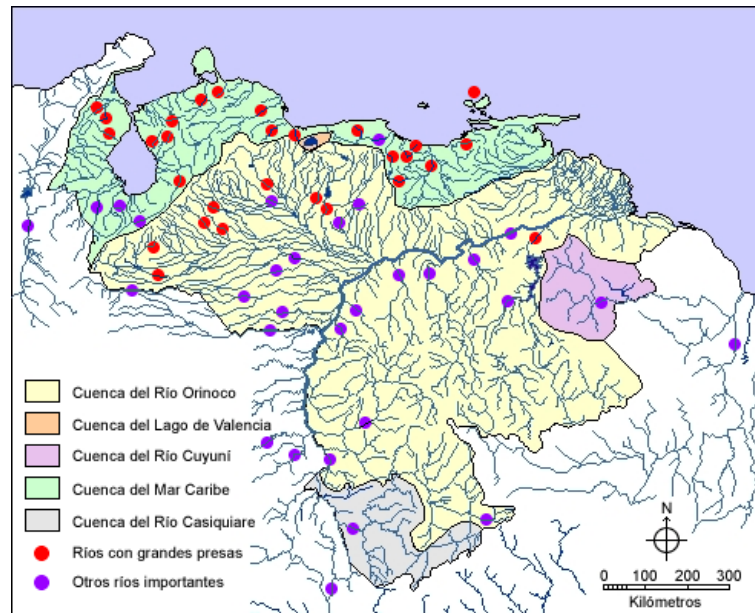 Cuenca del Río Orinoco
Cuenca del Lago de Valencia
Cuenca del Río Cuyuní
Cuenca del Mar Caribe
Cuenca del Río Casiquiare
Ríos con grandes presas
Otros ríos importantes
N
0 100 200 300
Kilómetros